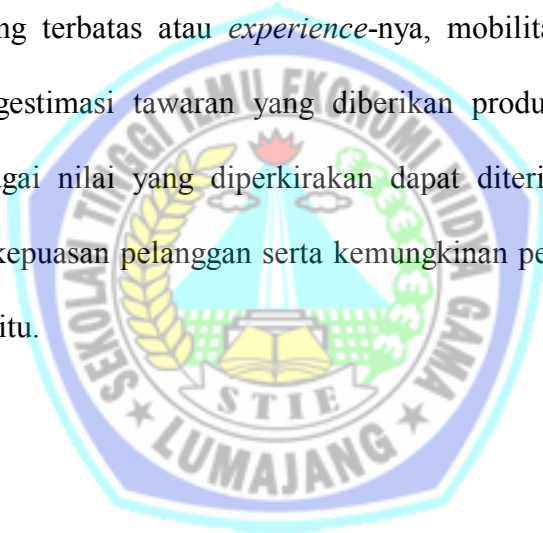 ng terbatas atau experience-nya, mobilita
gestimasi tawaran yang diberikan produ
agai nilai yang diperkirakan dapat diteri
kepuasan pelanggan serta kemungkinan pe
itu.
SEKOLAH TINGGI ILMU EKONOMI WIDYA GAMA
STIE
LUMAJANG